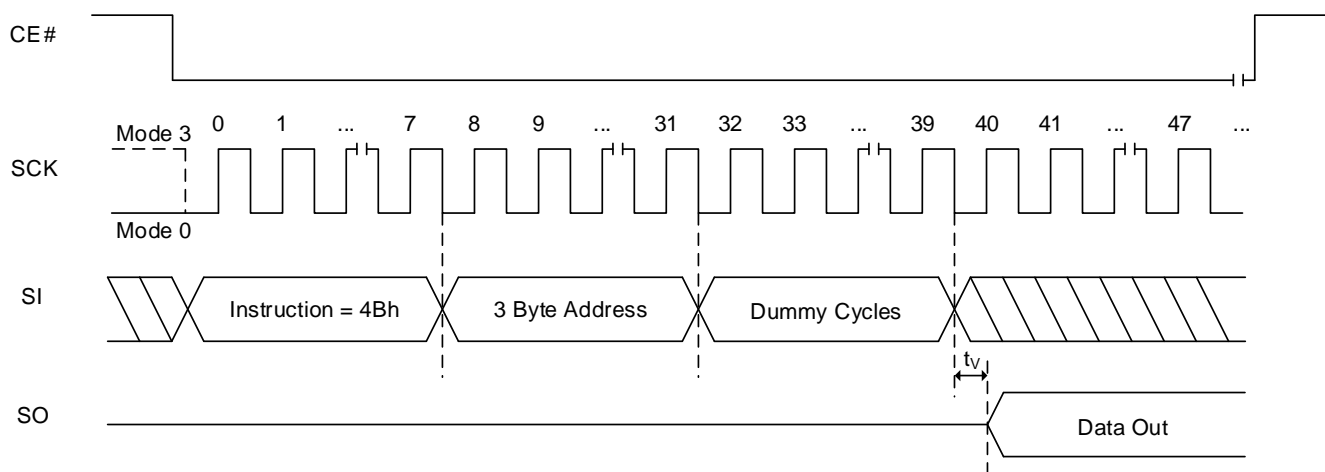 CE#
Mode 3 0 1 ... 7 8 9 ... 31 32 33 ... 39 40 41 ... 47 ...
SCK
Mode 0
SI Instruction = 4Bh 3 Byte Address Dummy Cycles
tV
SO Data Out